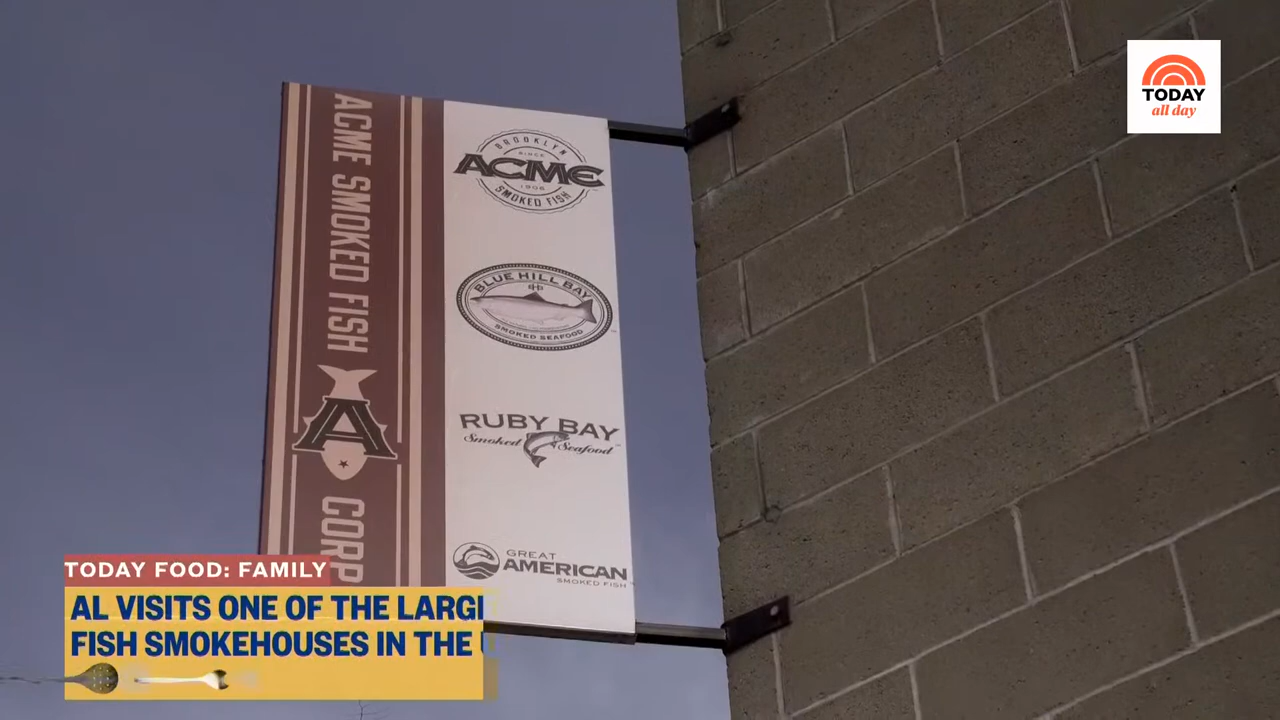 TODAY
all day
ACME SMOKED FISH
A
CORP
BROOKLYN
SINCE
ACME
1906
SMOKED FISH
BLUE HILL BAY
HB
SMOKED SEAFOOD
RUBY BAY
Smoked Seafood
GREAT
AMERICAN
SMOKED FISH
TODAY FOOD: FAMILY
AL VISITS ONE OF THE LARG
FISH SMOKEHOUSES IN THE